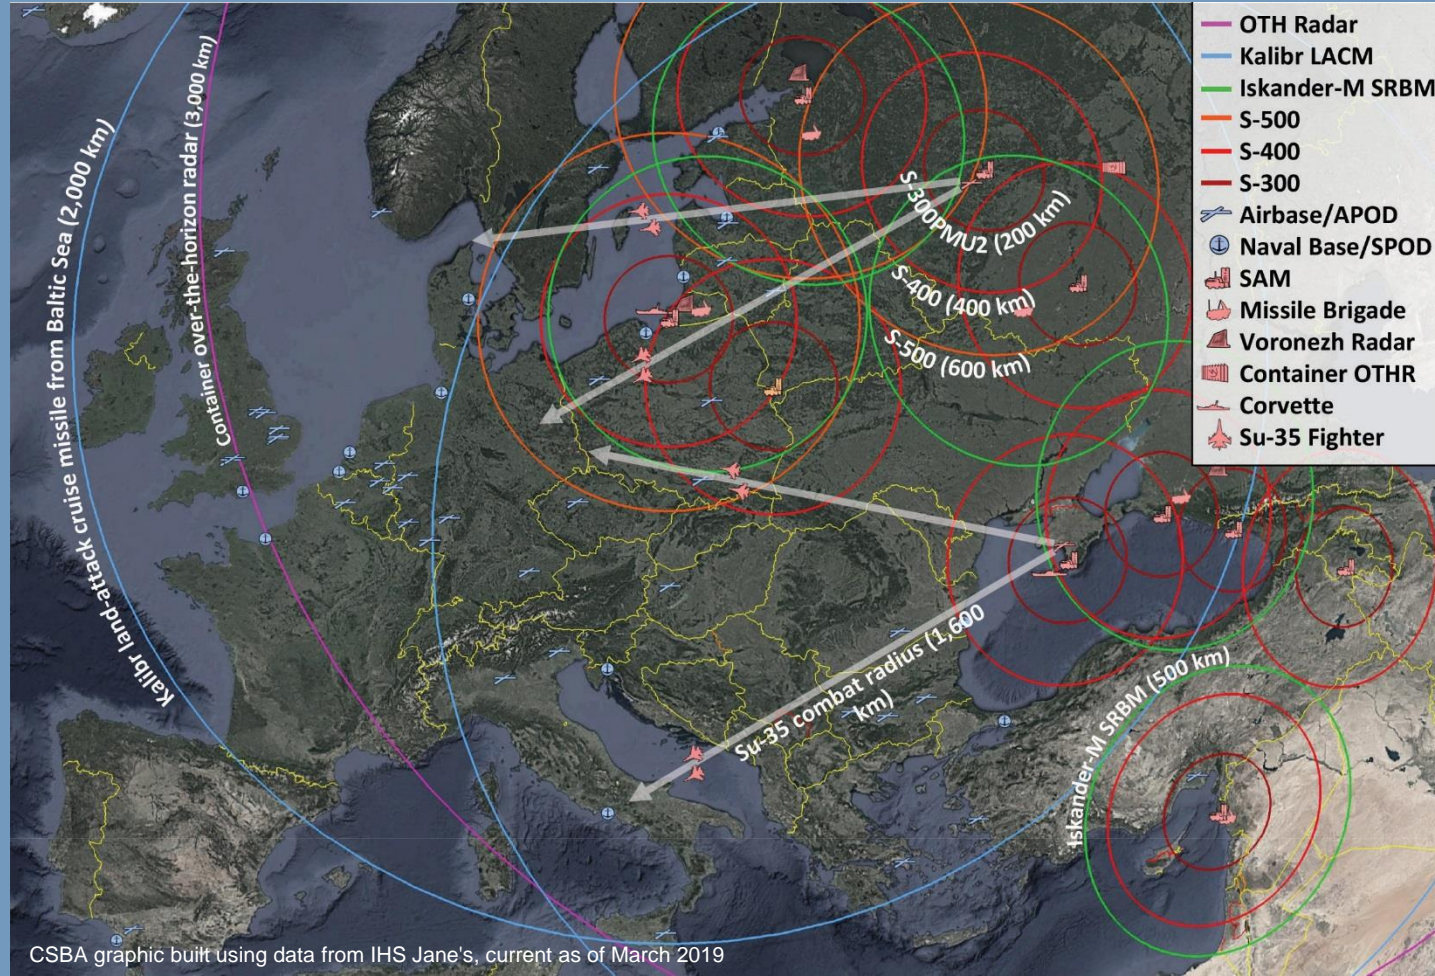 OTH Radar
Kalibr LACM
Iskander-M SRBM
S-500
S-400
S-300
Airbase/APOD
Naval Base/SPOD
SAM
Missile Brigade
Voronezh Radar
Container OTHR
Corvette
Su-35 Fighter
Kalibr land-attack cruise missile from Baltic Sea (2,000 km)
Container over-the-horizon radar (3,000 km)
S-300PMU2 (200 km)
S-400 (400 km)
S-500 (600 km)
Su-35 combat radius (1,600
km)
Iskander-M SRBM (500 km)
CSBA graphic built using data from IHS Jane's, current as of March 2019